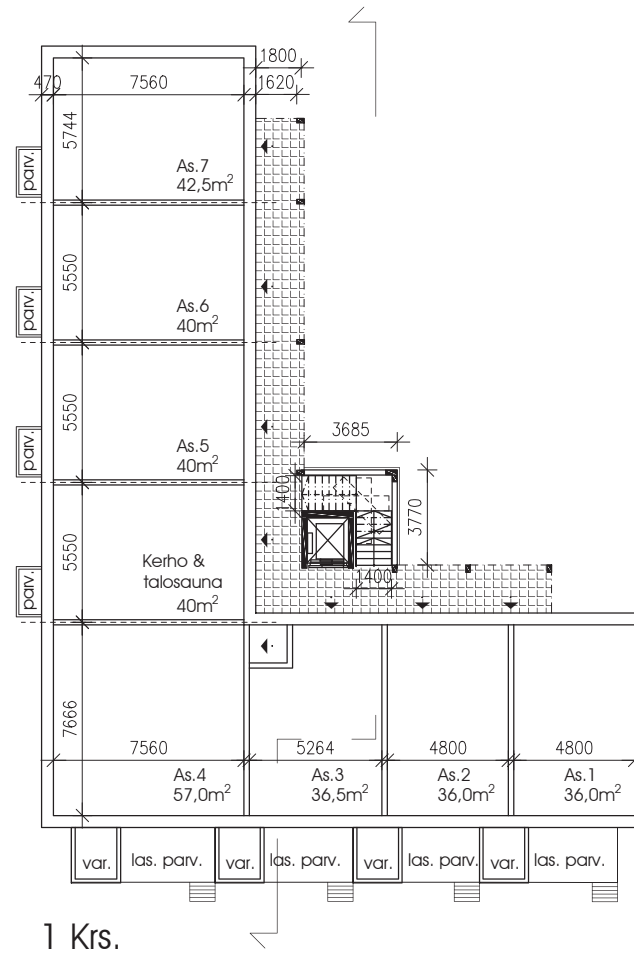 1800
470
7560
1620
5744
parv.
As.7
42,5m²
5550
parv.
As.6
40m²
5550
parv.
As.5
40m²
3685
1400
3770
5550
parv.
Kerho &
talosauna
40m²
1400
7666
7560
5264
4800
4800
As.4
57,0m²
As.3
36,5m²
As.2
36,0m²
As.1
36,0m²
var.
las. parv.
var.
las. parv.
var.
las. parv.
var.
las. parv.
1 Krs.